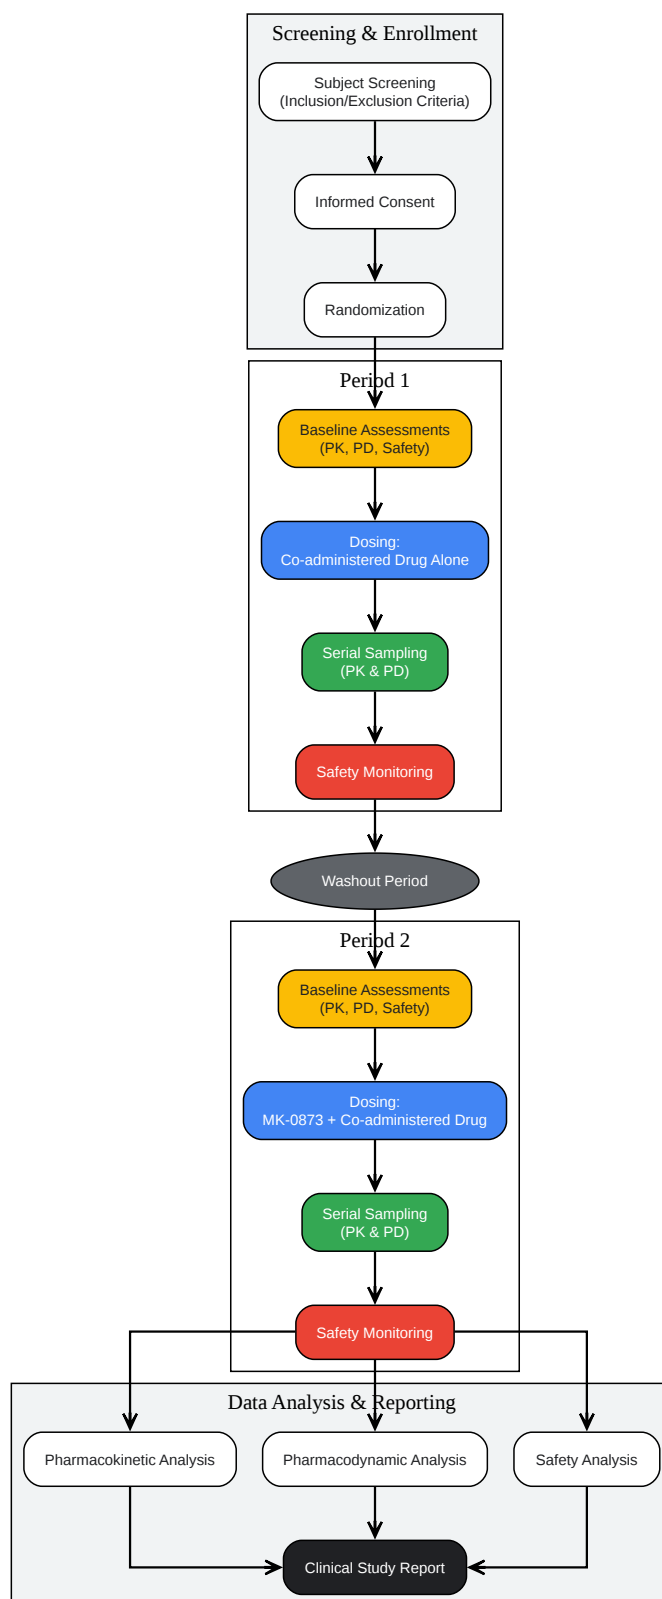 Screening & Enrollment
Subject Screening
(Inclusion/Exclusion Criteria)
Informed Consent
Randomization
Period 1
Baseline Assessments
(PK, PD, Safety)
Dosing:
Co-administered Drug Alone
Serial Sampling
(PK & PD)
Safety Monitoring
Washout Period
Period 2
Baseline Assessments
(PK, PD, Safety)
Dosing:
MK-0873 + Co-administered Drug
Serial Sampling
(PK & PD)
Safety Monitoring
Data Analysis & Reporting
Pharmacokinetic Analysis
Pharmacodynamic Analysis
Safety Analysis
Clinical Study Report